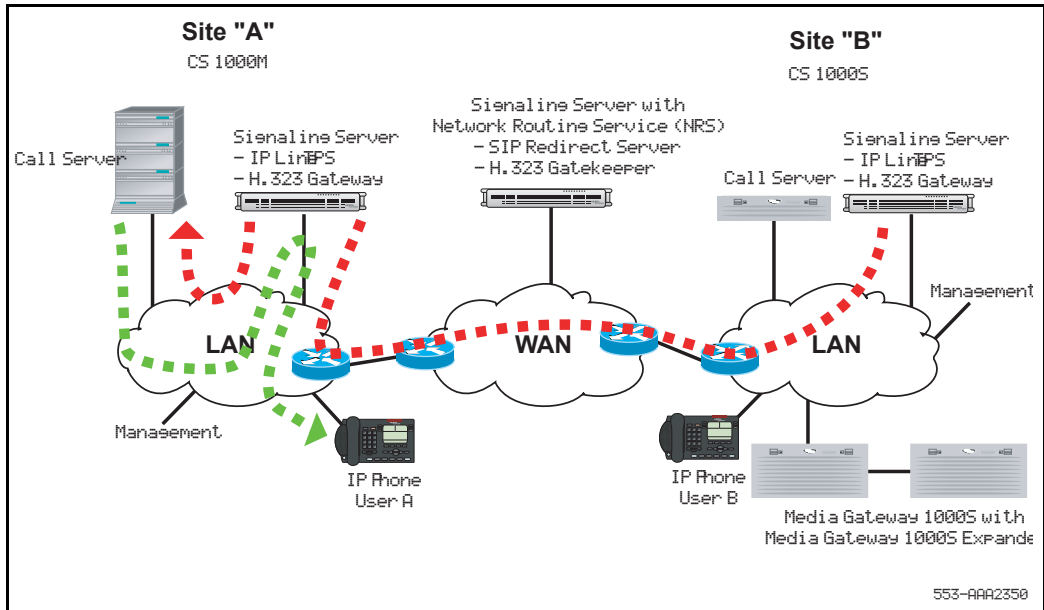 Site "A"
CS 1000M
Site "B"
CS 1000S
Signaling Server with
Network Routing Service (NRS)
- SIP Redirect Server
- H.323 Gatekeeper
Call Server
Signaling Server
- IP Line TPS
- H.323 Gateway
Call Server
Signaling Server
- IP Line TPS
- H.323 Gateway
LAN
WAN
LAN
Management
Management
IP Phone
User A
IP Phone
User B
Media Gateway 1000S with
Media Gateway 1000S Expande
553-AAA2350